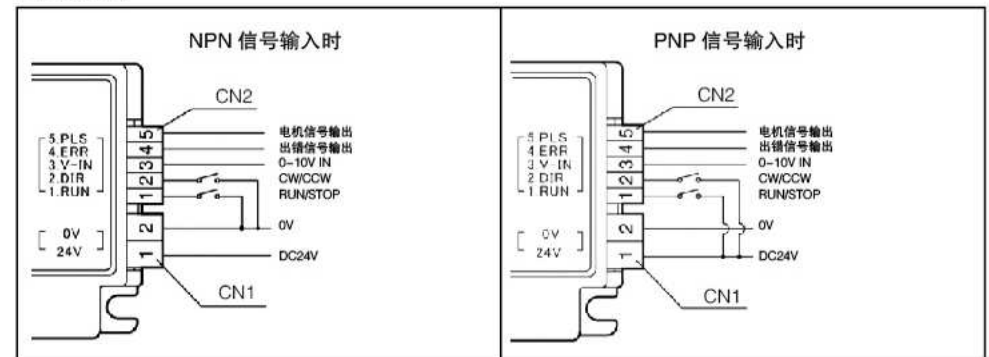 NPN 信号输入时
CN2
5.PLS
4.ERR
3 V-IN
2.DIR
1.RUN
5
4
3
2
1
电机信号输出
出错信号输出
0-10V IN
CW/CCW
RUN/STOP
0V
24V
2
1
0V
DC24V
CN1
PNP 信号输入时
CN2
5 PLS
4 ERR
3 V-IN
2 DIR
1 RUN
5
4
3
2
1
电机信号输出
出错信号输出
0-10V IN
CW/CCW
RUN/STOP
0V
24V
2
1
0V
DC24V
CN1